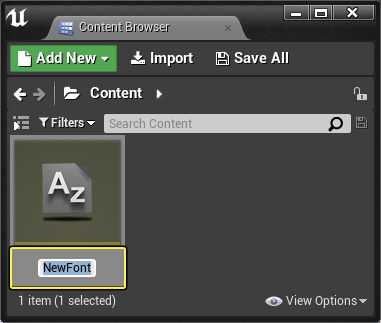 Content Browser
Add New Import Save All
Content
Filters Search Content
Az
NewFont
1 item (1 selected) View Options